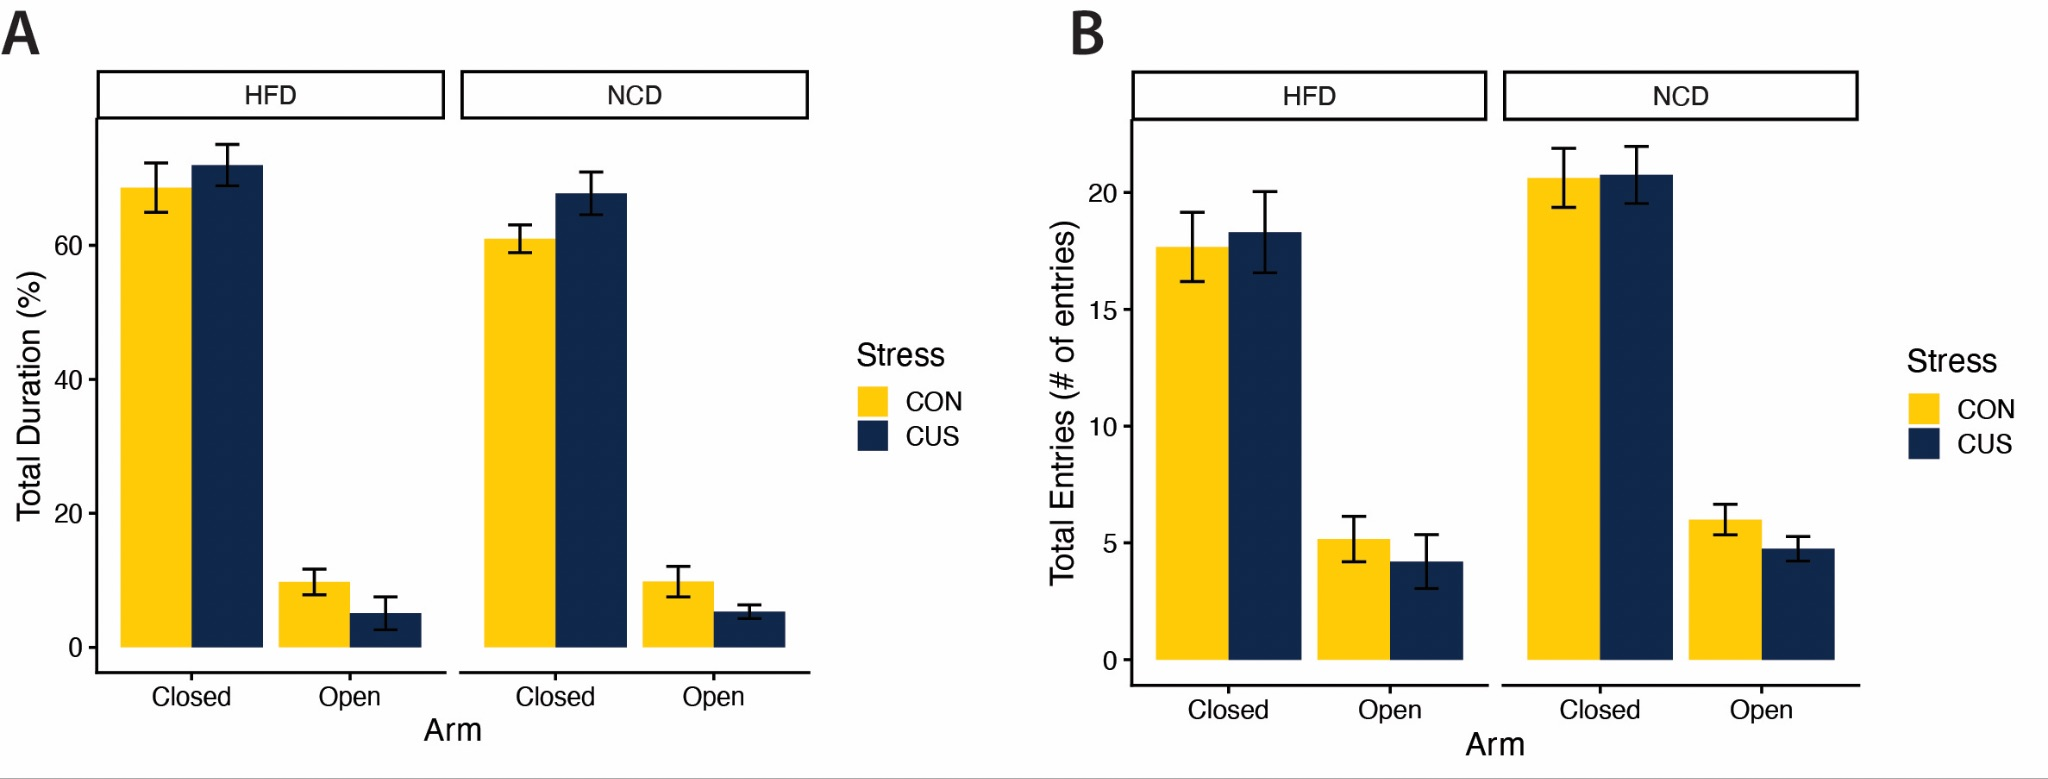 A
HFD
NCD
Total Duration (%)
60
40
20
0
Closed
Open
Closed
Open
Arm
Stress
CON
CUS
B
HFD
NCD
Total Entries (# of entries)
20
15
10
5
0
Closed
Open
Closed
Open
Arm
Stress
CON
CUS